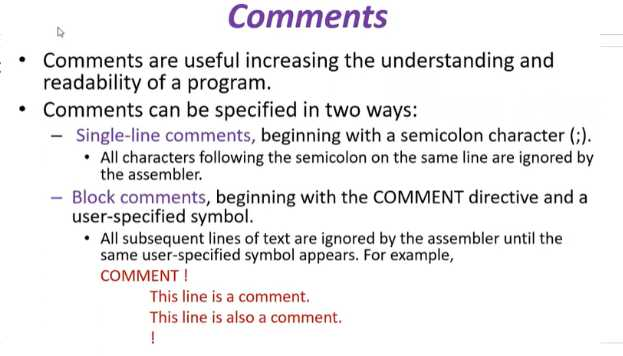 Comments
• Comments are useful increasing the understanding and
readability of a program.
• Comments can be specified in two ways:
– Single-line comments, beginning with a semicolon character (;).
• All characters following the semicolon on the same line are ignored by
the assembler.
– Block comments, beginning with the COMMENT directive and a
user-specified symbol.
• All subsequent lines of text are ignored by the assembler until the
same user-specified symbol appears. For example,
COMMENT !
This line is a comment.
This line is also a comment.
!